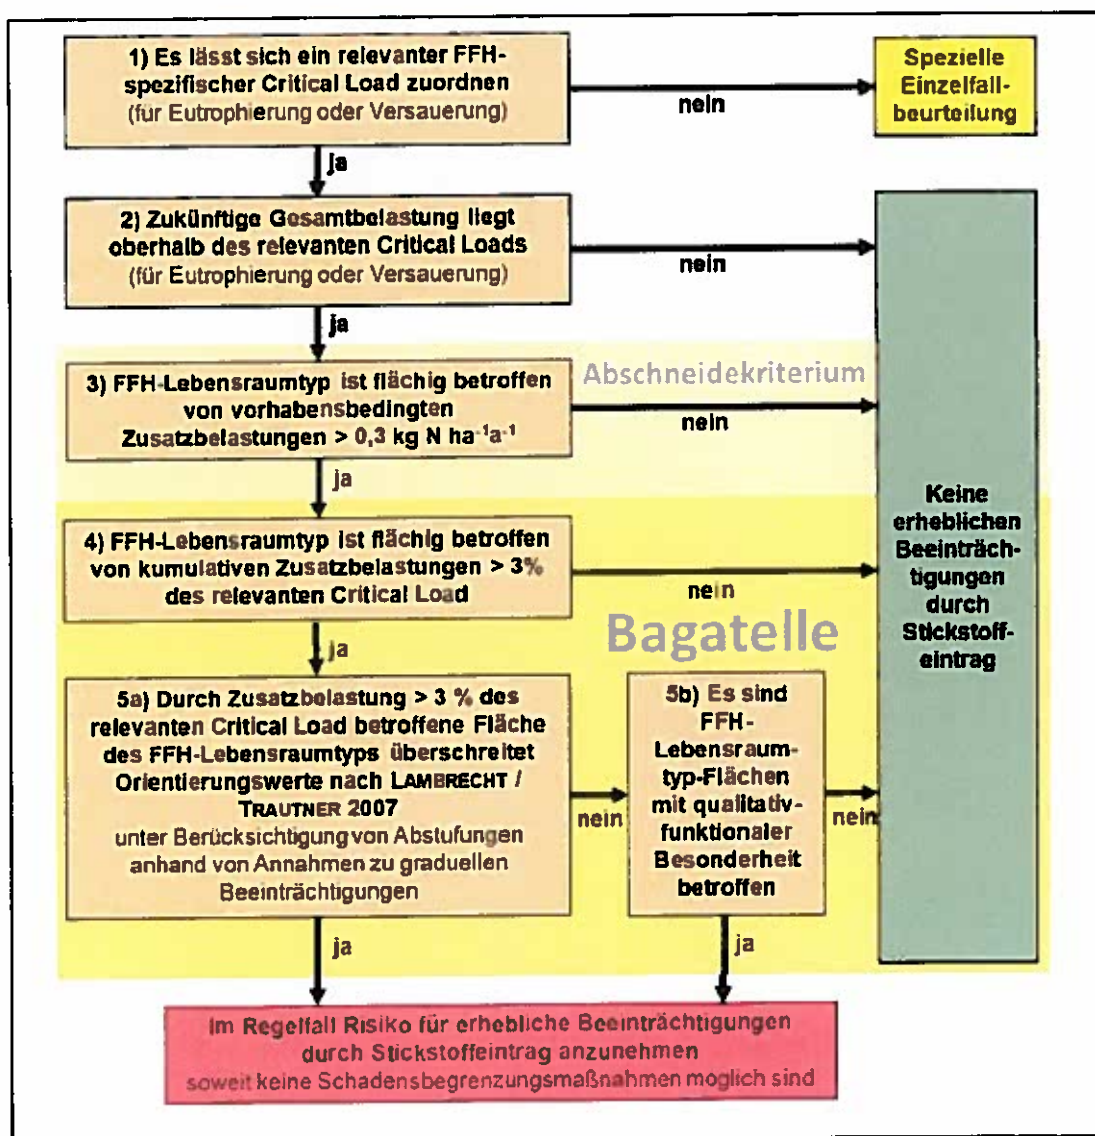 1) Es lässt sich ein relevanter FFH-
spezifischer Critical Load zuordnen
(für Eutrophierung oder Versauerung)
nein
Spezielle
Einzelfall-
beurteilung
ja
2) Zukünftige Gesamtbelastung liegt
oberhalb des relevanten Critical Loads
(für Eutrophierung oder Versauerung)
nein
ja
3) FFH-Lebensraumtyp ist flächig betroffen
von vorhabensbedingten
Zusatzbelastungen > 0,3 kg N ha⁻¹a⁻¹
Abschneidekriterium
nein
ja
4) FFH-Lebensraumtyp ist flächig betroffen
von kumulativen Zusatzbelastungen > 3%
des relevanten Critical Load
nein
Bagatelle
ja
5a) Durch Zusatzbelastung > 3 % des
relevanten Critical Load betroffene Fläche
des FFH-Lebensraumtyps überschreitet
Orientierungswerte nach LAMBRECHT /
TRAUTNER 2007
unter Berücksichtigung von Abstufungen
anhand von Annahmen zu graduellen
Beeinträchtigungen
nein
5b) Es sind
FFH-
Lebensraum-
typ-Flächen
mit qualitativ-
funktionaler
Besonderheit
betroffen
nein
Keine
erheblichen
Beeinträch-
tigungen
durch
Stickstoff-
eintrag
ja
ja
Im Regelfall Risiko für erhebliche Beeinträchtigungen
durch Stickstoffeintrag anzunehmen
soweit keine Schadensbegrenzungsmaßnahmen moglich sind